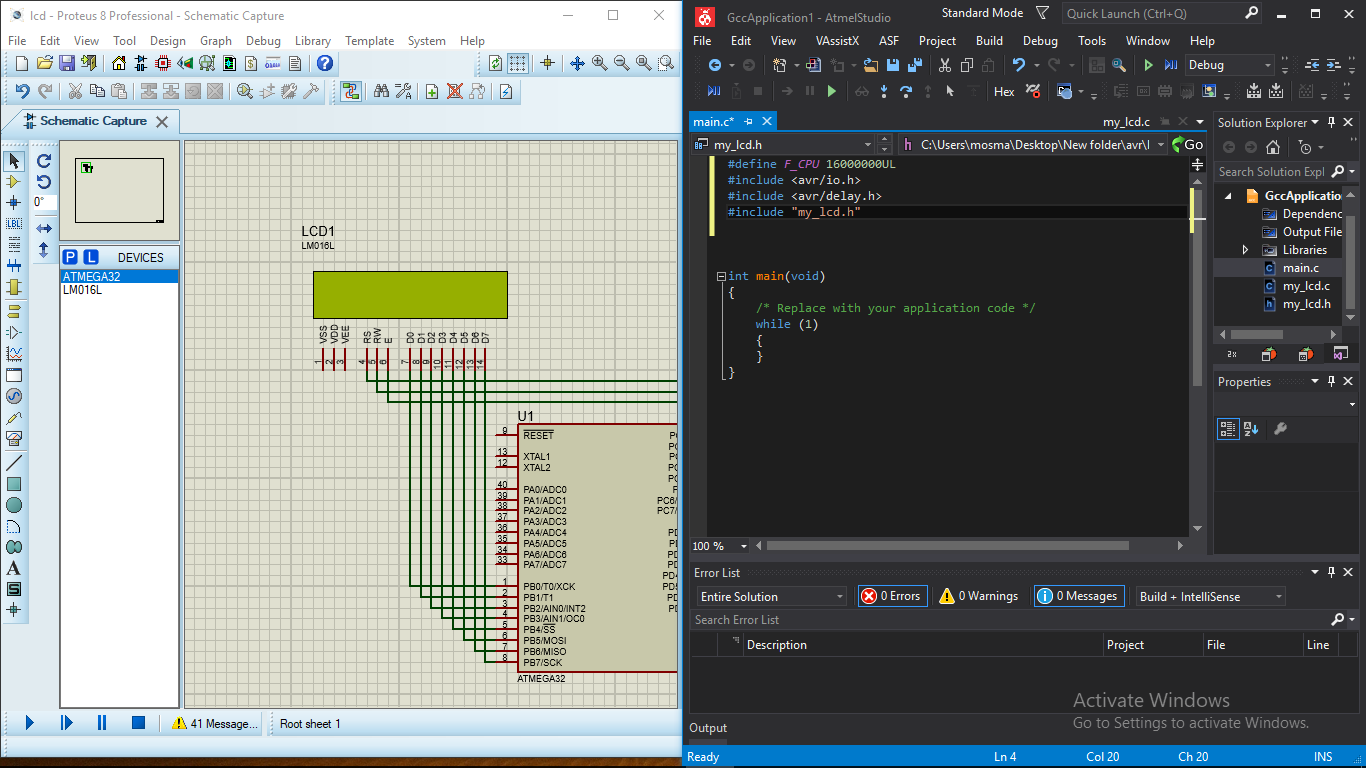 lcd - Proteus 8 Professional - Schematic Capture
File Edit View Tool Design Graph Debug Library Template System Help
Schematic Capture
0°
LBL
P L DEVICES
ATMEGA32
LM016L
LCD1
LM016L
VSS VDD VEE RS RW E D0 D1 D2 D3 D4 D5 D6 D7
1 2 3 4 5 6 7 8 9 10 11 12 13 14
U1
9 RESET
13 XTAL1
12 XTAL2
40 PA0/ADC0
39 PA1/ADC1
38 PA2/ADC2
37 PA3/ADC3
36 PA4/ADC4
35 PA5/ADC5
34 PA6/ADC6
33 PA7/ADC7
1 PB0/T0/XCK
2 PB1/T1
3 PB2/AIN0/INT2
4 PB3/AIN1/OC0
5 PB4/SS
6 PB5/MOSI
7 PB6/MISO
8 PB7/SCK
PC6/
PC7/
ATMEGA32
41 Message... Root sheet 1
GccApplication1 - AtmelStudio
Standard Mode
Quick Launch (Ctrl+Q)
File Edit View VAssistX ASF Project Build Debug Tools Window Help
Debug
Hex
main.c* my_lcd.c
my_lcd.h C:\Users\mosma\Desktop\New folder\avr\l Go
#define F_CPU 16000000UL
#include <avr/io.h>
#include <avr/delay.h>
#include "my_lcd.h"
int main(void)
{
/* Replace with your application code */
while (1)
{
}
}
100 %
Solution Explorer
Search Solution Expl
GccApplication
Dependenc
Output File
Libraries
main.c
my_lcd.c
my_lcd.h
Properties
Error List
Entire Solution 0 Errors 0 Warnings 0 Messages Build + IntelliSense
Search Error List
Description Project File Line
Activate Windows
Go to Settings to activate Windows.
Output
Ready Ln 4 Col 20 Ch 20 INS